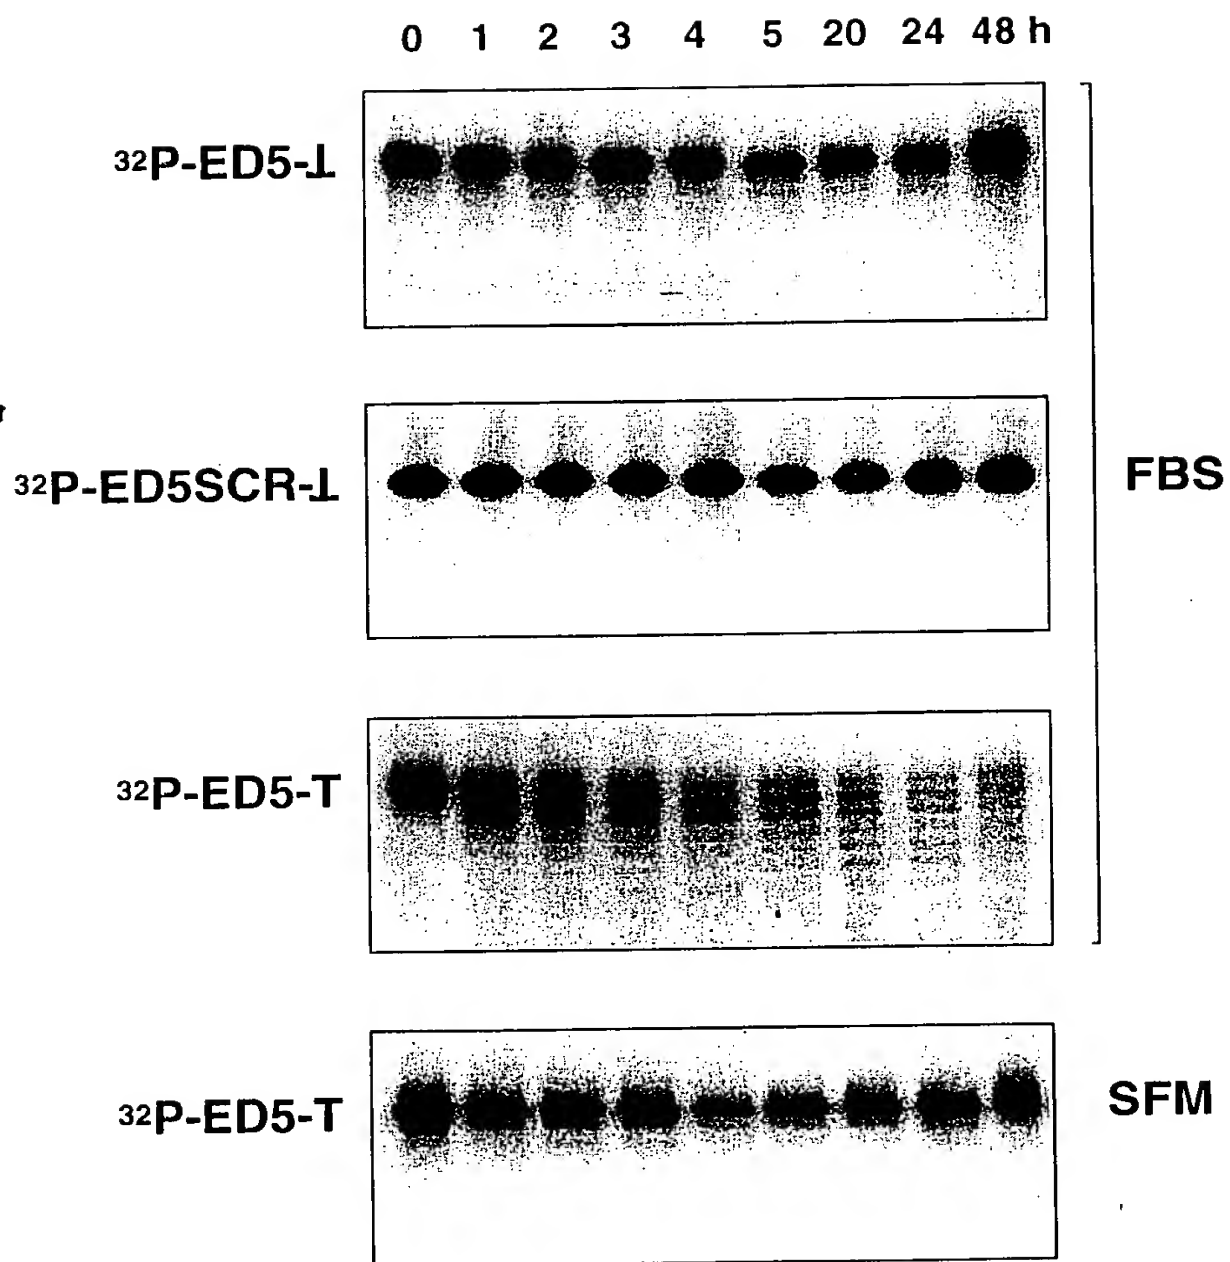 0 1 2 3 4 5 20 24 48 h
³²P-ED5-⊥
³²P-ED5SCR-⊥
FBS
³²P-ED5-T
³²P-ED5-T
SFM